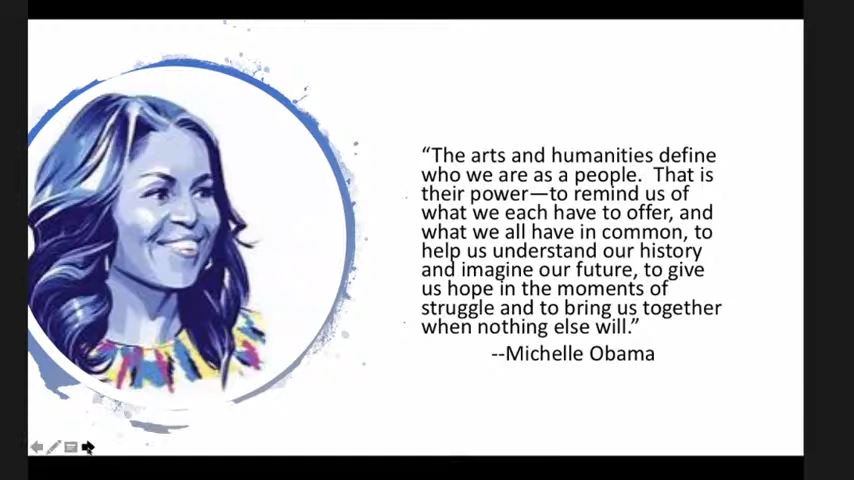 “The arts and humanities define
who we are as a people.  That is
their power—to remind us of
what we each have to offer, and
what we all have in common, to
help us understand our history
and imagine our future, to give
us hope in the moments of
struggle and to bring us together
when nothing else will.”
--Michelle Obama